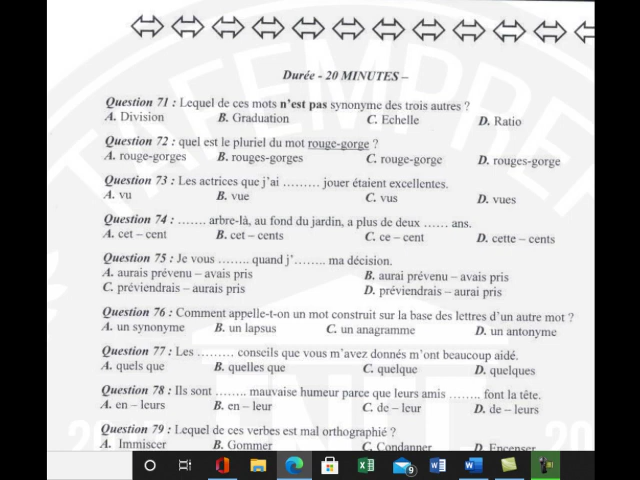 Durée - 20 MINUTES –
Question 71 : Lequel de ces mots n'est pas synonyme des trois autres ?
A. Division B. Graduation C. Echelle D. Ratio
Question 72 : quel est le pluriel du mot rouge-gorge ?
A. rouge-gorges B. rouges-gorges C. rouge-gorge D. rouges-gorge
Question 73 : Les actrices que j'ai ......... jouer étaient excellentes.
A. vu B. vue C. vus D. vues
Question 74 : ....... arbre-là, au fond du jardin, a plus de deux ...... ans.
A. cet – cent B. cet – cents C. ce – cent D. cette – cents
Question 75 : Je vous ........ quand j'........ ma décision.
A. aurais prévenu – avais pris B. aurai prévenu – avais pris
C. préviendrais – aurais pris D. préviendrais – aurai pris
Question 76 : Comment appelle-t-on un mot construit sur la base des lettres d'un autre mot ?
A. un synonyme B. un lapsus C. un anagramme D. un antonyme
Question 77 : Les ......... conseils que vous m'avez donnés m'ont beaucoup aidé.
A. quels que B. quelles que C. quelque D. quelques
Question 78 : Ils sont ........ mauvaise humeur parce que leurs amis ........ font la tête.
A. en – leurs B. en – leur C. de – leur D. de – leurs
Question 79 : Lequel de ces verbes est mal orthographié ?
A. Immiscer B. Gommer C. Condanner D. Encenser